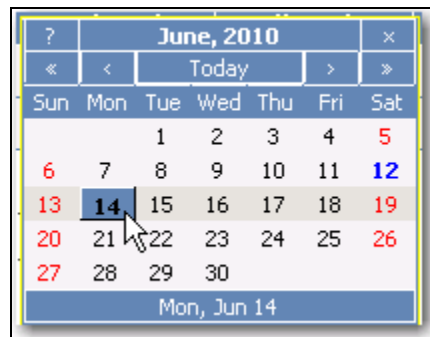 ? June, 2010 ×
« < Today > »
Sun Mon Tue Wed Thu Fri Sat
1 2 3 4 5
6 7 8 9 10 11 12
13 14 15 16 17 18 19
20 21 22 23 24 25 26
27 28 29 30
Mon, Jun 14